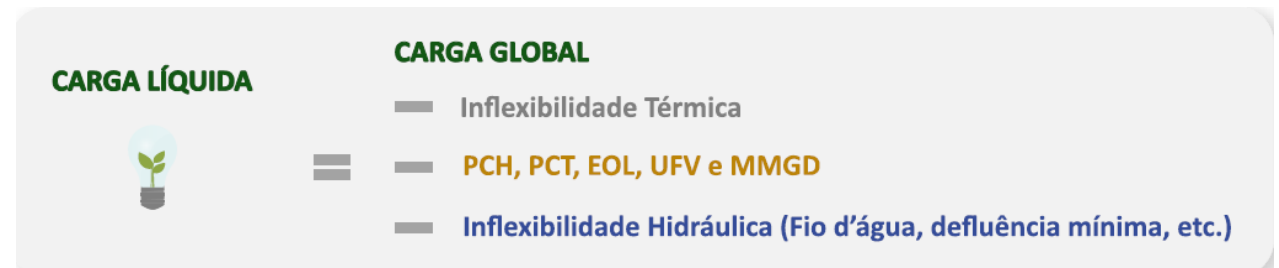 CARGA LÍQUIDA
=
CARGA GLOBAL
— Inflexibilidade Térmica
— PCH, PCT, EOL, UFV e MMGD
— Inflexibilidade Hidráulica (Fio d’água, defluência mínima, etc.)